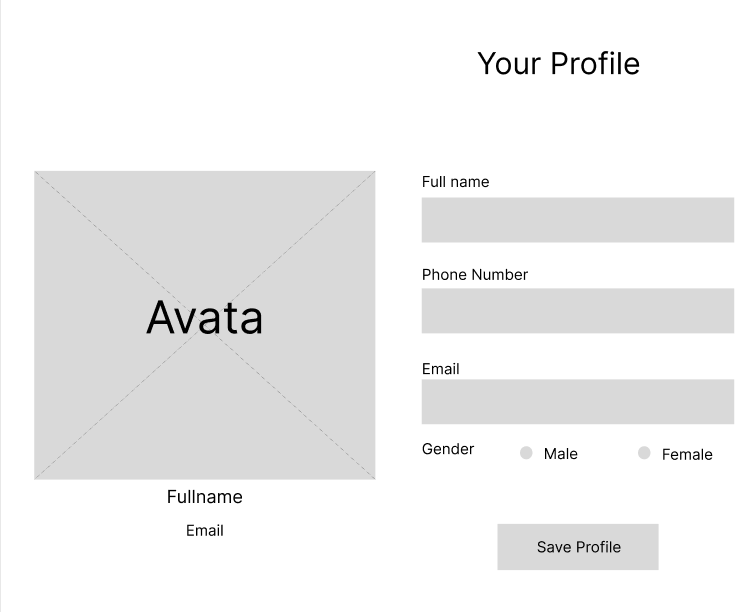 Your Profile
Avata
Fullname
Email
Full name
Phone Number
Email
Gender
Male
Female
Save Profile